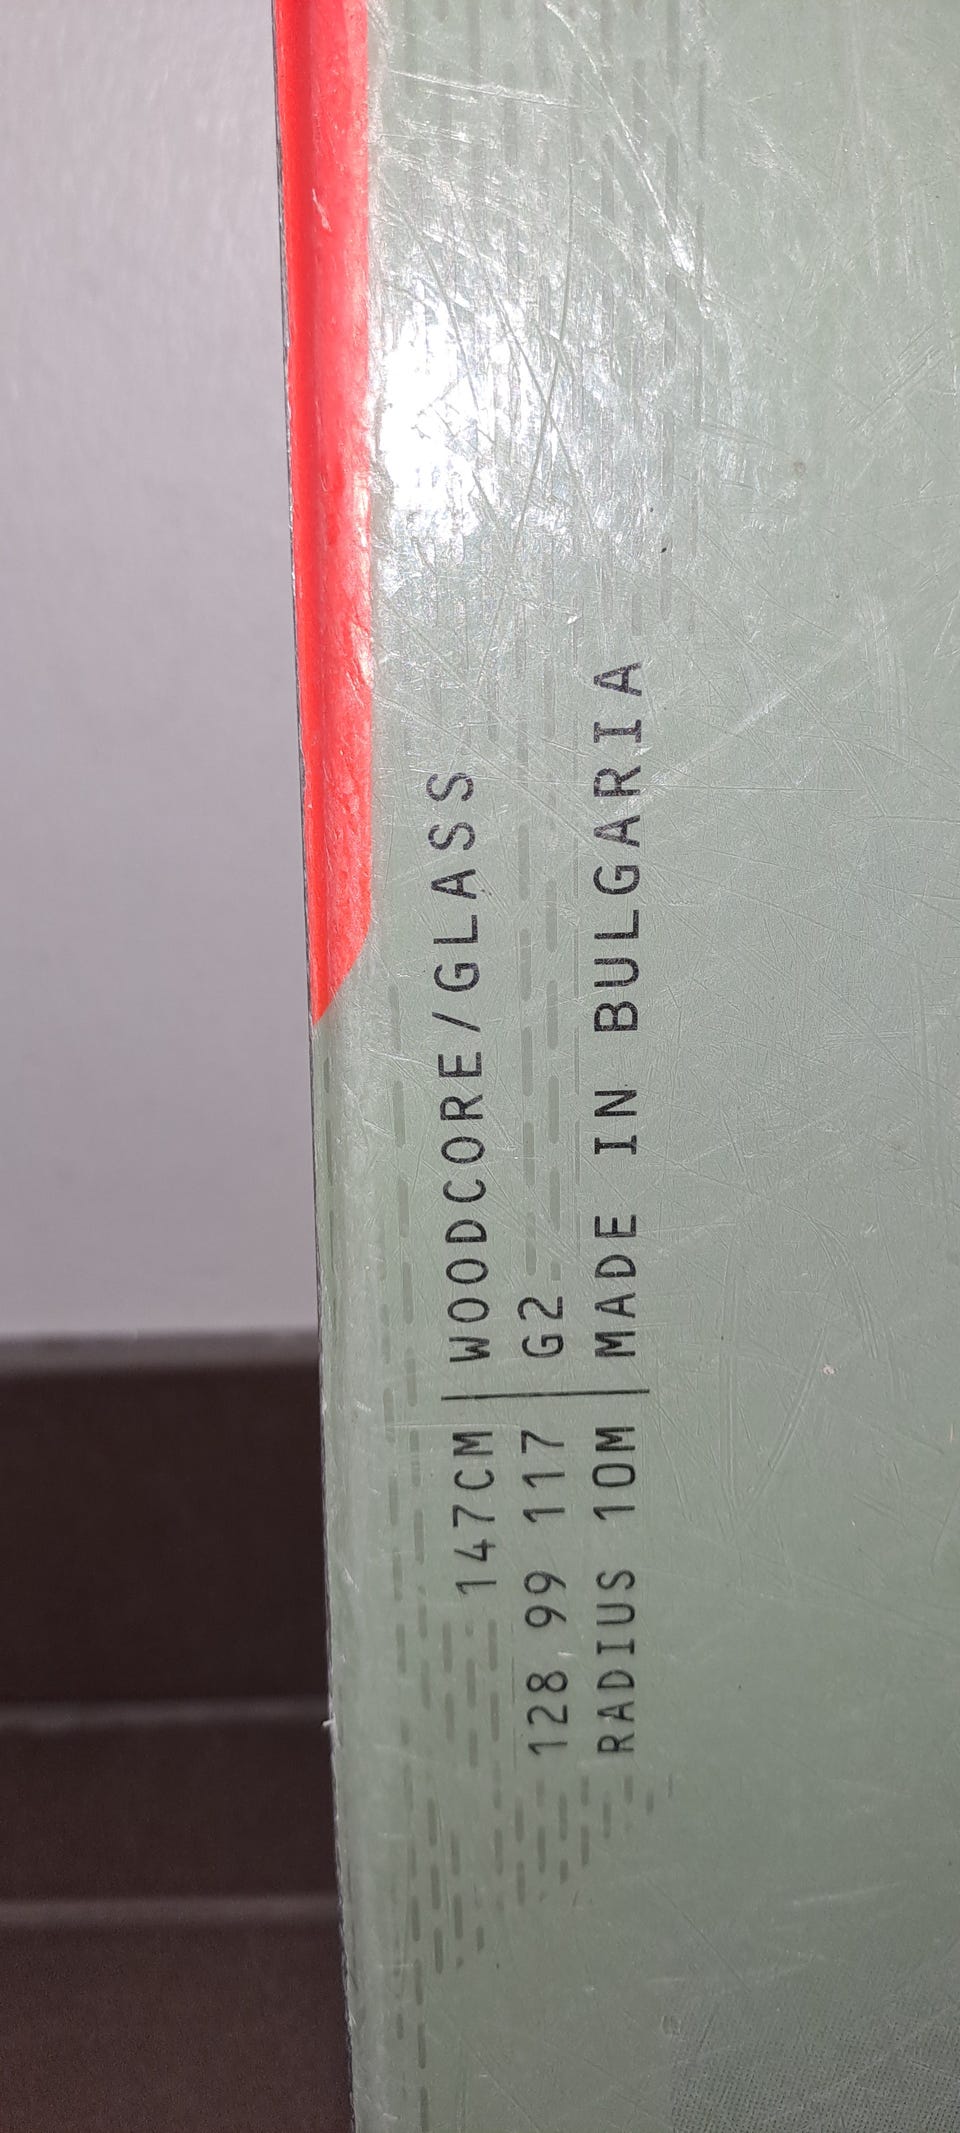 147CM | WOODCORE/GLASS
128 99 117 | G2
RADIUS 10M | MADE IN BULGARIA